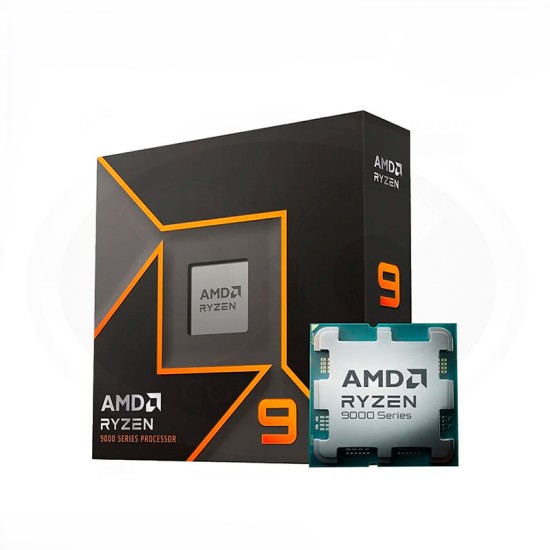 AMD
RYZEN
9
AMD
RYZEN
AMD
RYZEN
9000 SERIES PROCESSOR
9
AMD
RYZEN
9000 Series